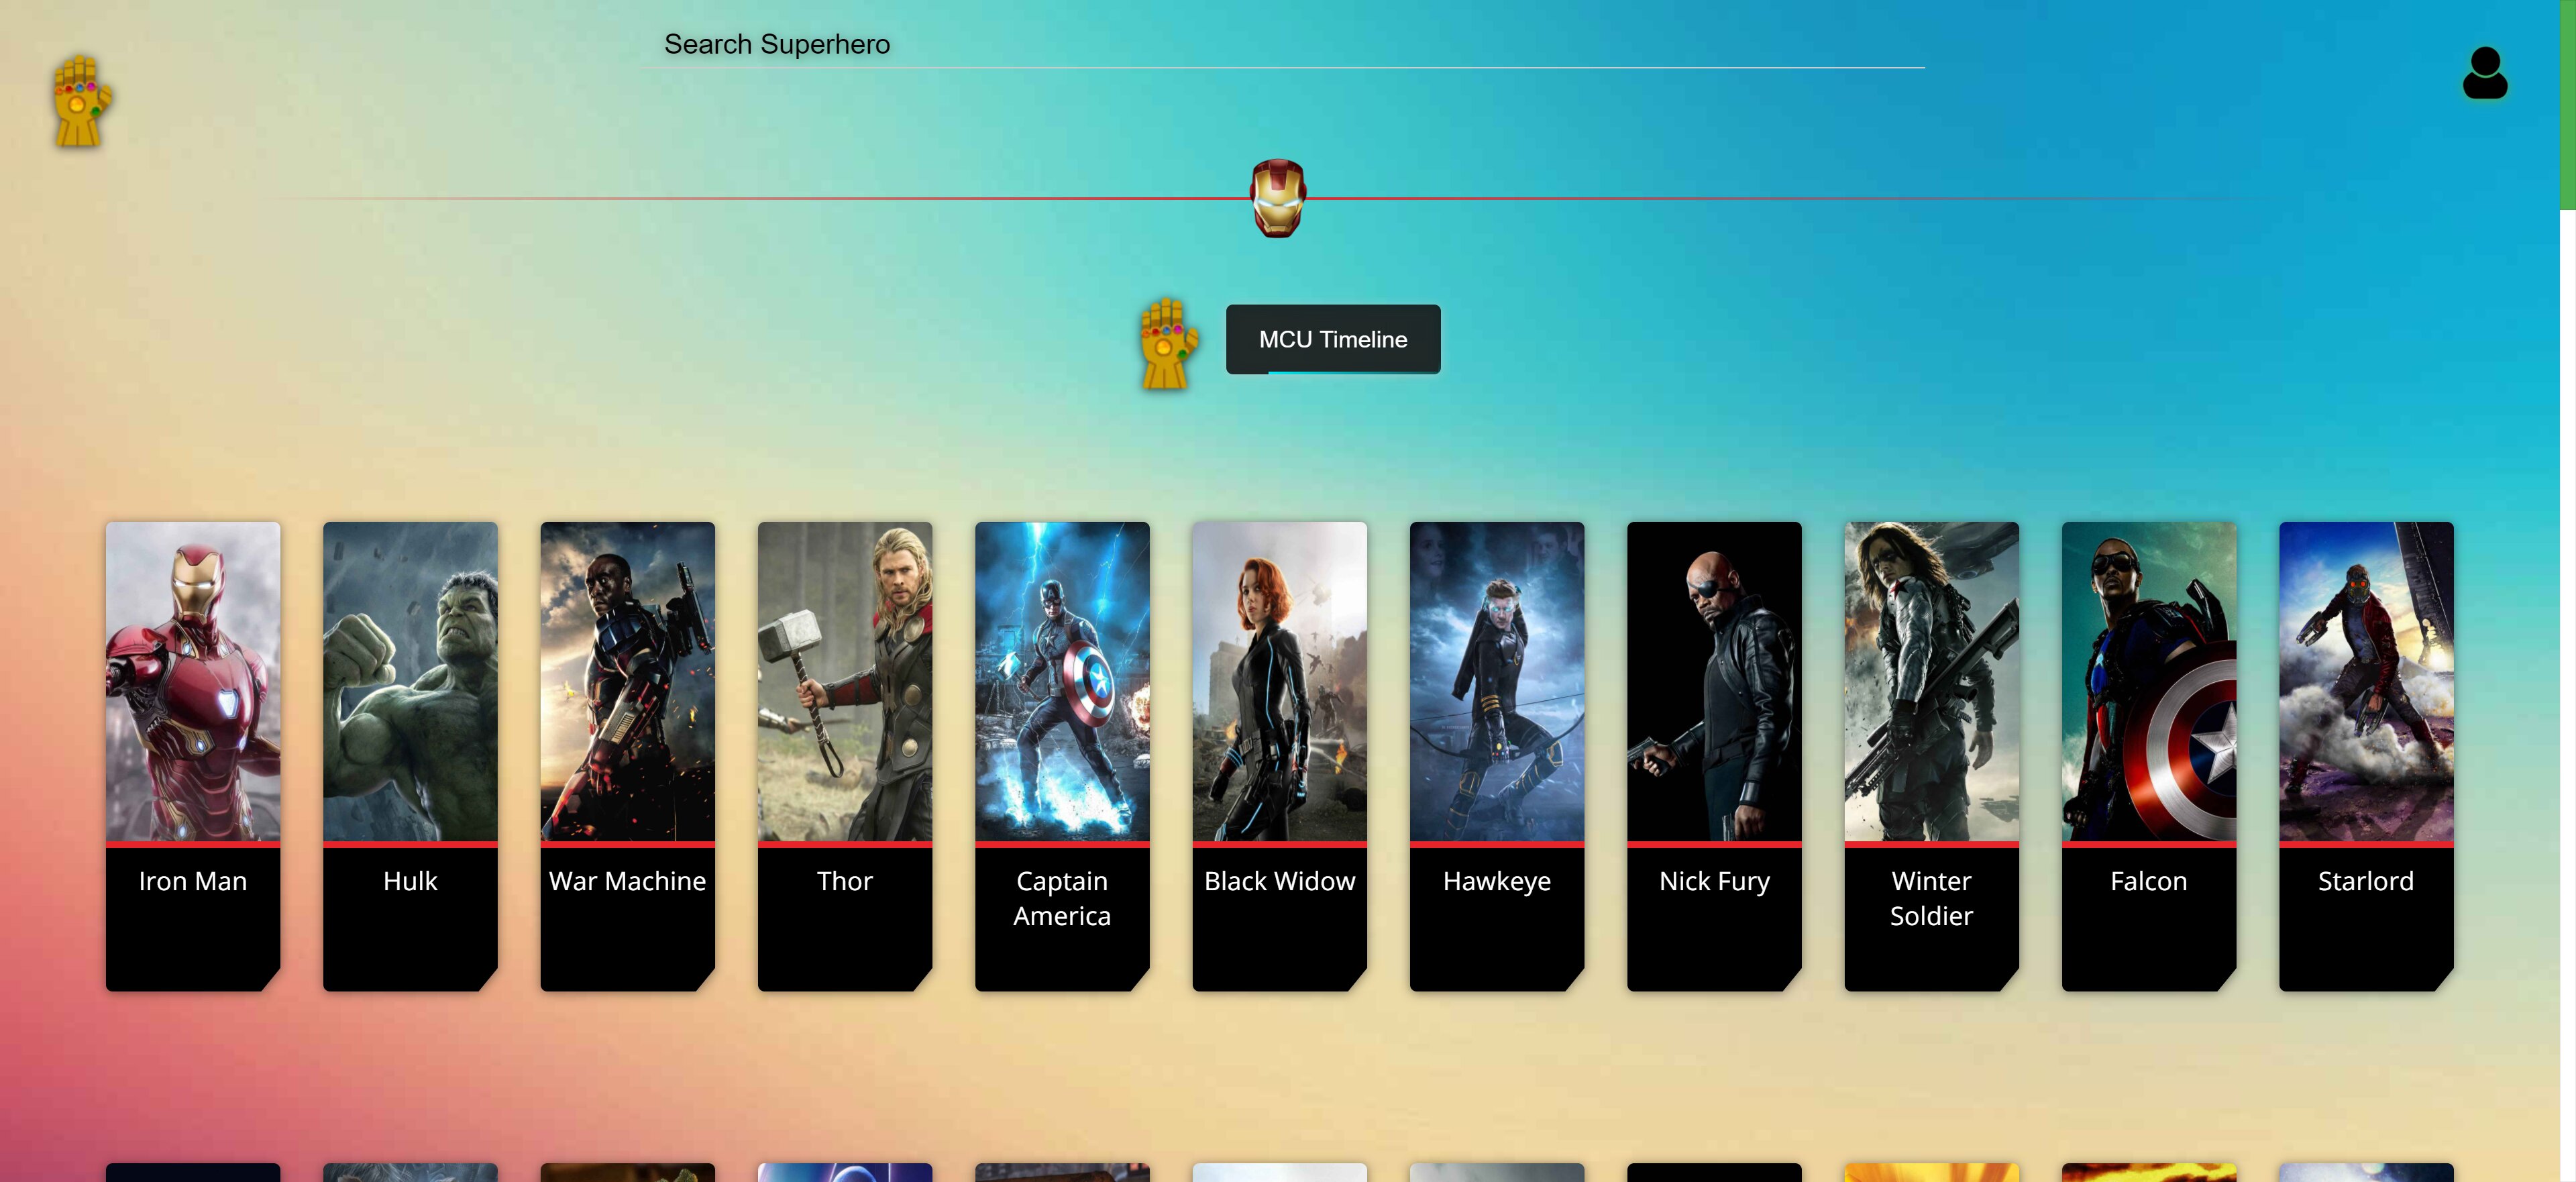 Search Superhero
MCU Timeline
Iron Man
Hulk
War Machine
Thor
Captain
America
Black Widow
Hawkeye
Nick Fury
Winter
Soldier
Falcon
Starlord